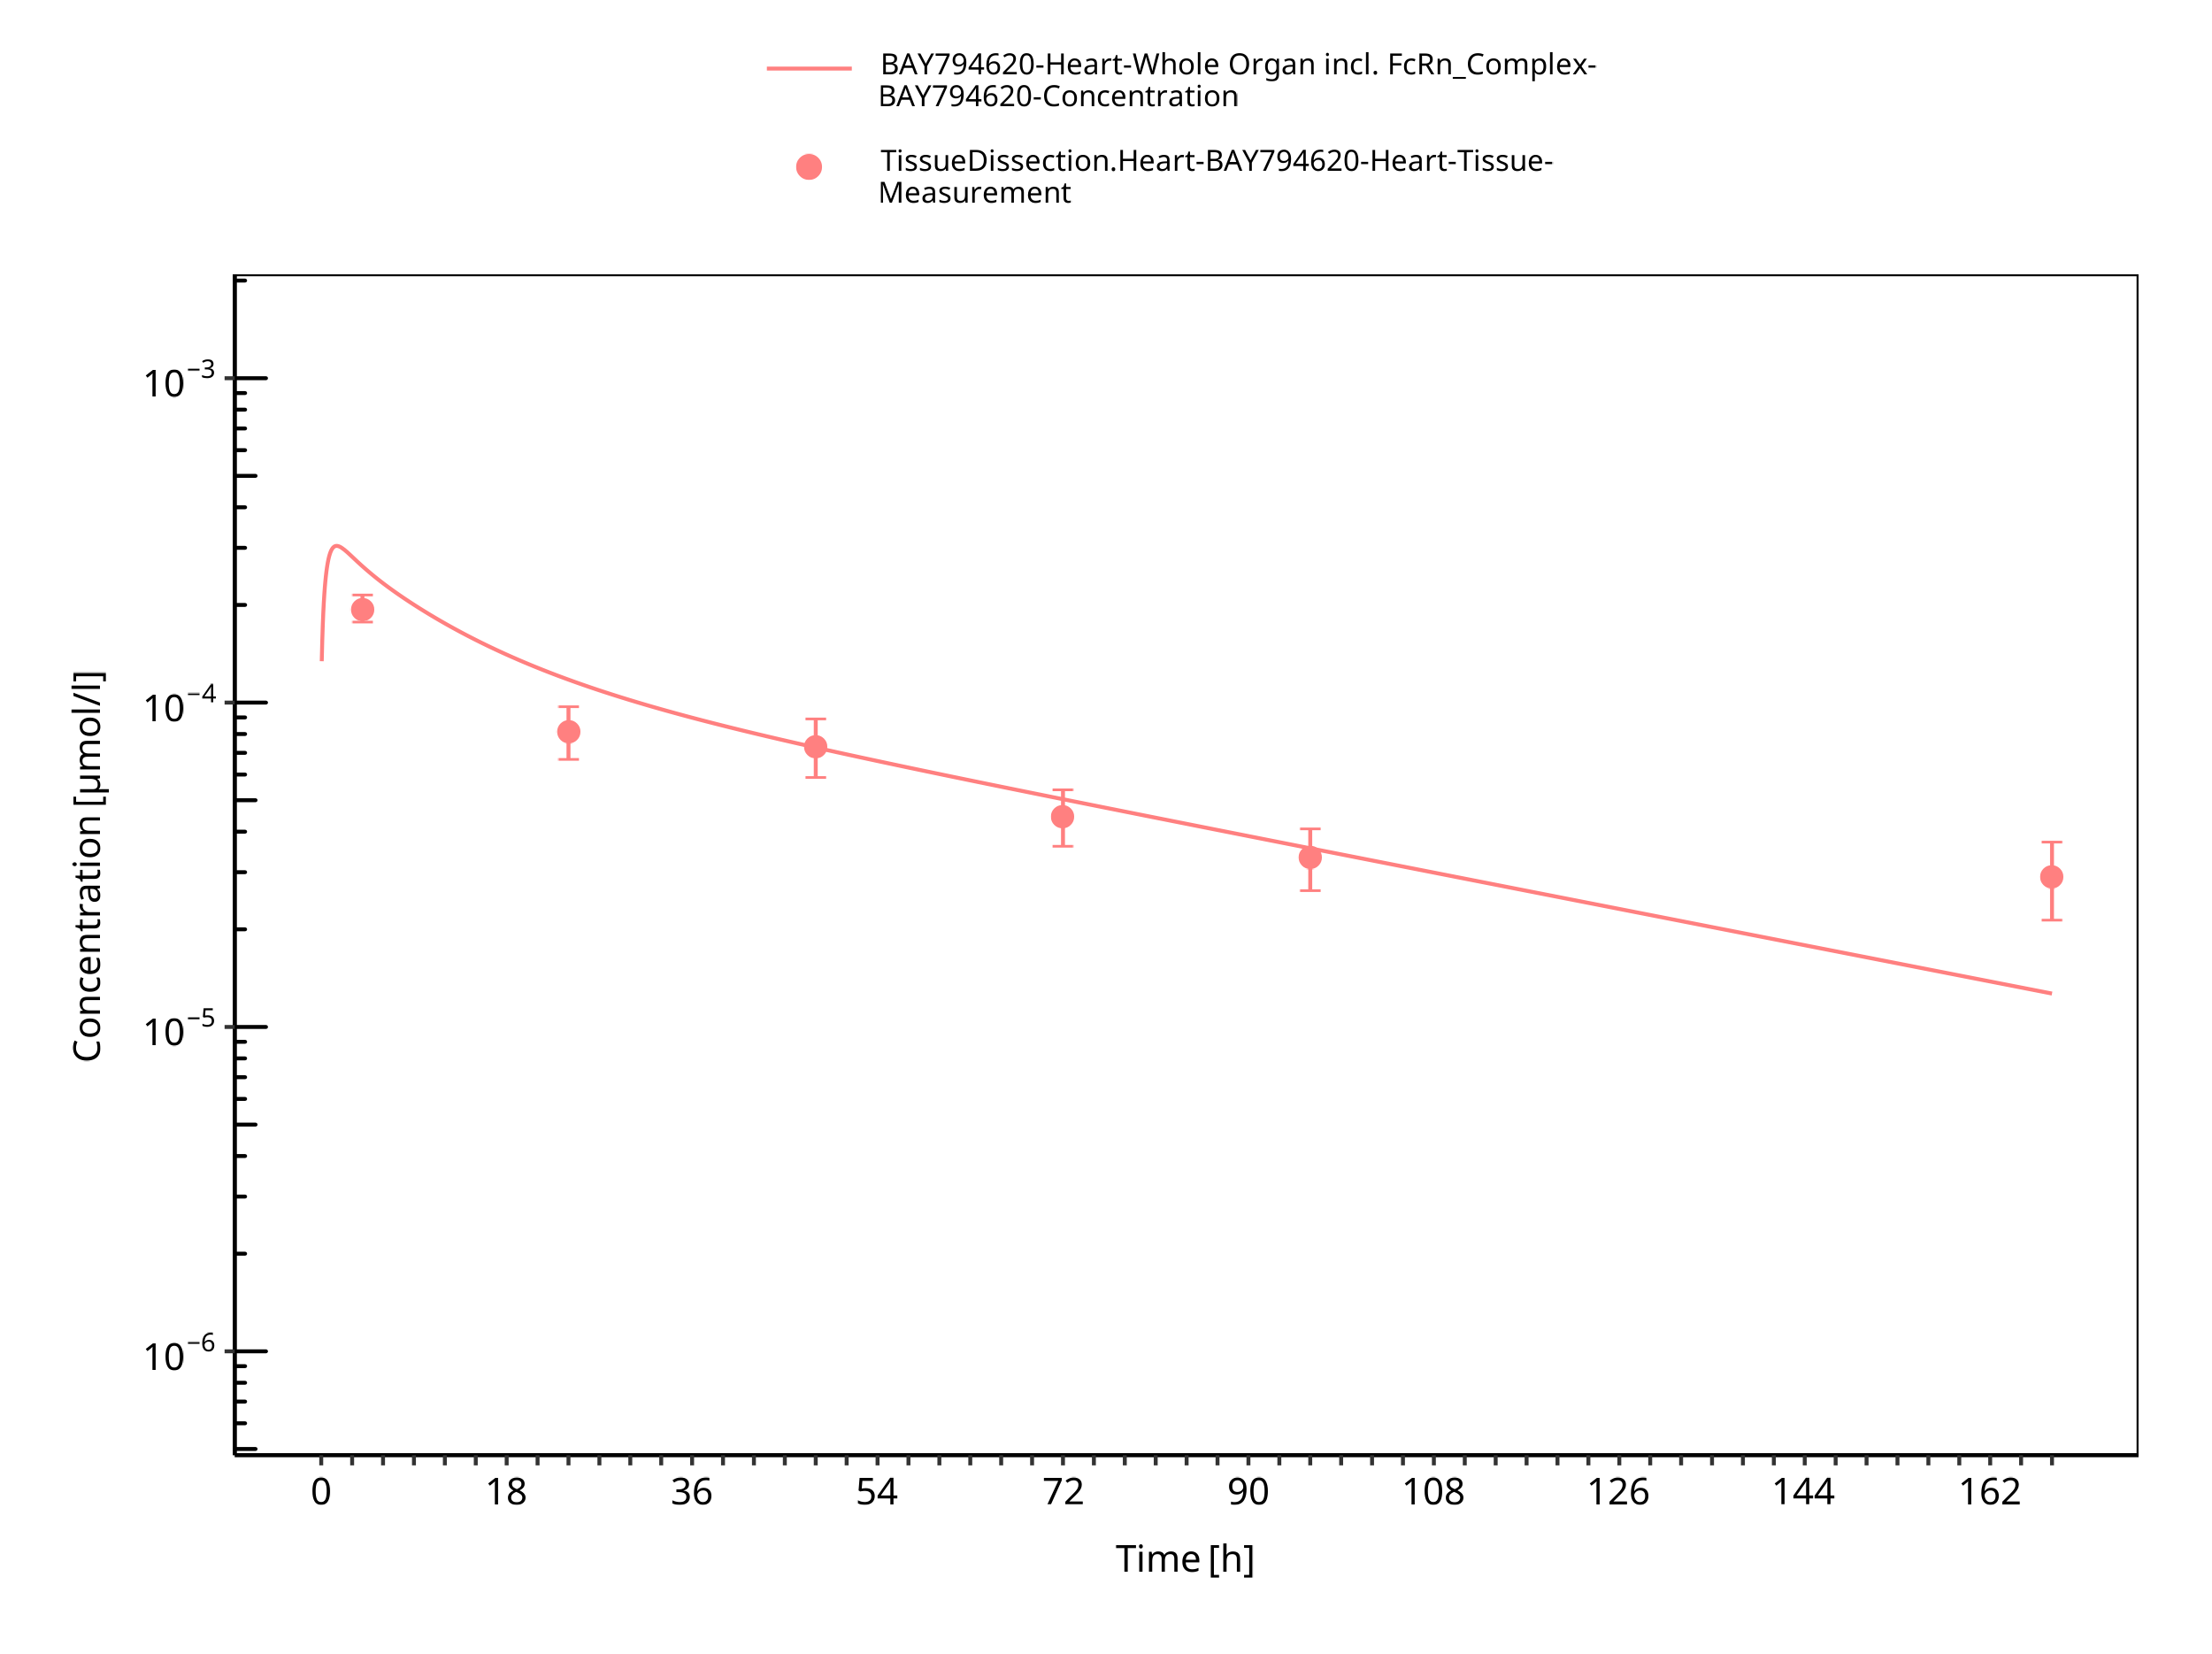 BAY794620-Heart-Whole Organ incl. FcRn_Complex-
BAY794620-Concentration
TissueDissection.Heart-BAY794620-Heart-Tissue-
Measurement
10⁻³
10⁻⁴
10⁻⁵
10⁻⁶
Concentration [µmol/l]
0 18 36 54 72 90 108 126 144 162
Time [h]